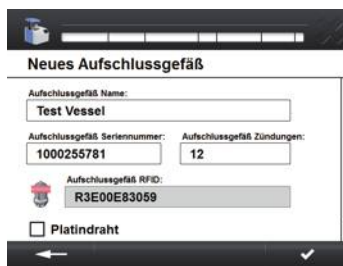 Neues Aufschlussgefäß
Aufschlussgefäß Name:
Test Vessel
Aufschlussgefäß Seriennummer: Aufschlussgefäß Zündungen:
1000255781 12
Aufschlussgefäß RFID:
R3E00E83059
Platindraht